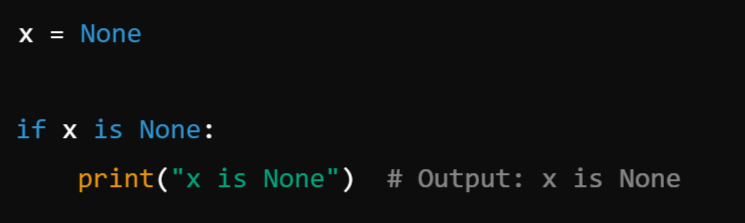 x = None
if x is None:
    print("x is None")  # Output: x is None